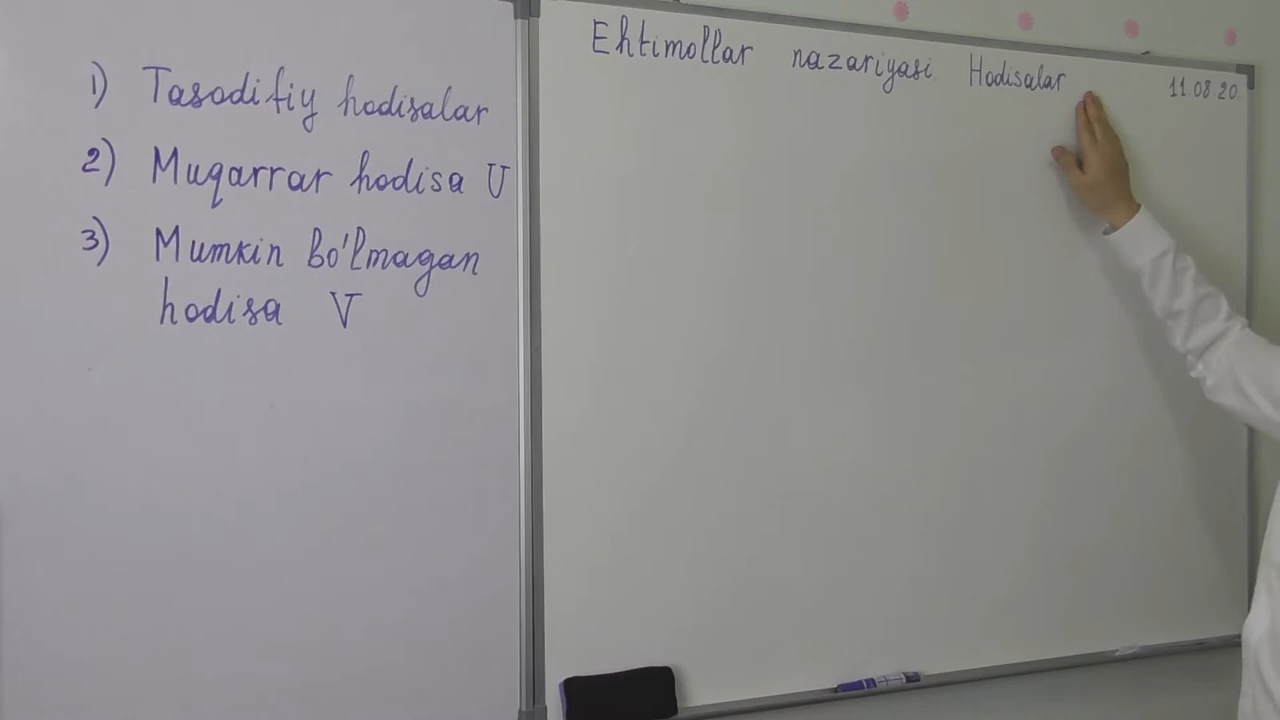 1) Tasodifiy hodisalar
2) Muqarrar hodisa U
3) Mumkin bo'lmagan
hodisa V
Ehtimollar nazariyasi. Hodisalar
11.08.20.